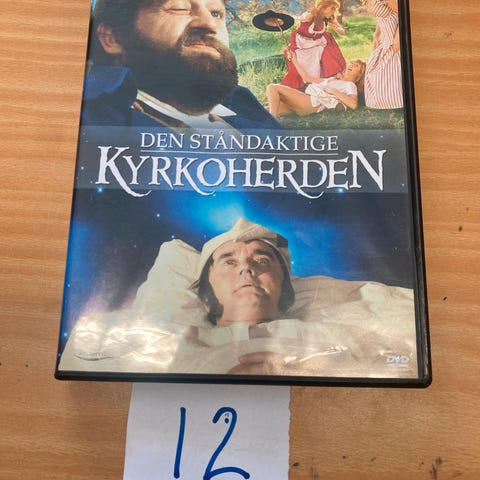 DEN STÅNDAKTIGE
KYRKOHERDEN
DVD
12